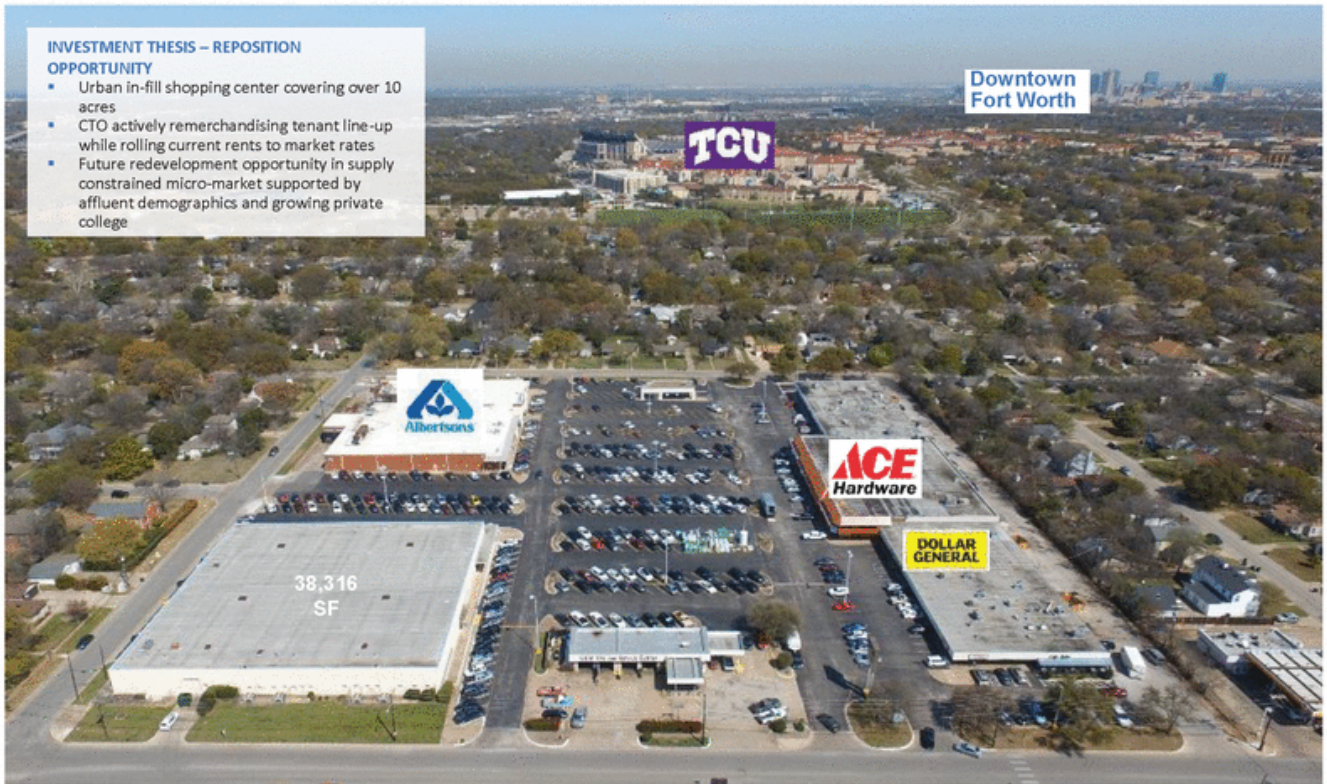 INVESTMENT THESIS – REPOSITION
OPPORTUNITY
▪ Urban in-fill shopping center covering over 10
acres
▪ CTO actively remerchandising tenant line-up
while rolling current rents to market rates
▪ Future redevelopment opportunity in supply
constrained micro-market supported by
affluent demographics and growing private
college
Downtown
Fort Worth
TCU
Albertsons
ACE
Hardware
DOLLAR
GENERAL
38,316
SF